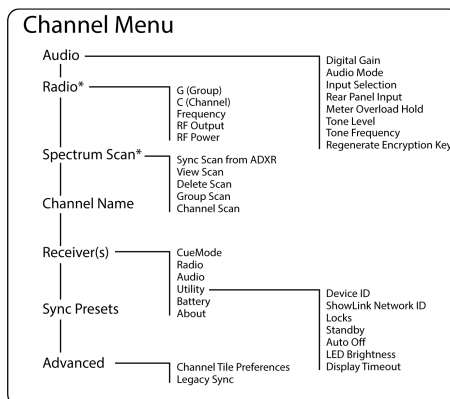 Channel Menu
Audio
Digital Gain
Audio Mode
Input Selection
Rear Panel Input
Meter Overload Hold
Tone Level
Tone Frequency
Regenerate Encryption Key
Radio*
G (Group)
C (Channel)
Frequency
RF Output
RF Power
Spectrum Scan*
Sync Scan from ADXR
View Scan
Delete Scan
Group Scan
Channel Scan
Channel Name
Receiver(s)
CueMode
Radio
Audio
Utility
Battery
About
Device ID
ShowLink Network ID
Locks
Standby
Auto Off
LED Brightness
Display Timeout
Sync Presets
Advanced
Channel Tile Preferences
Legacy Sync